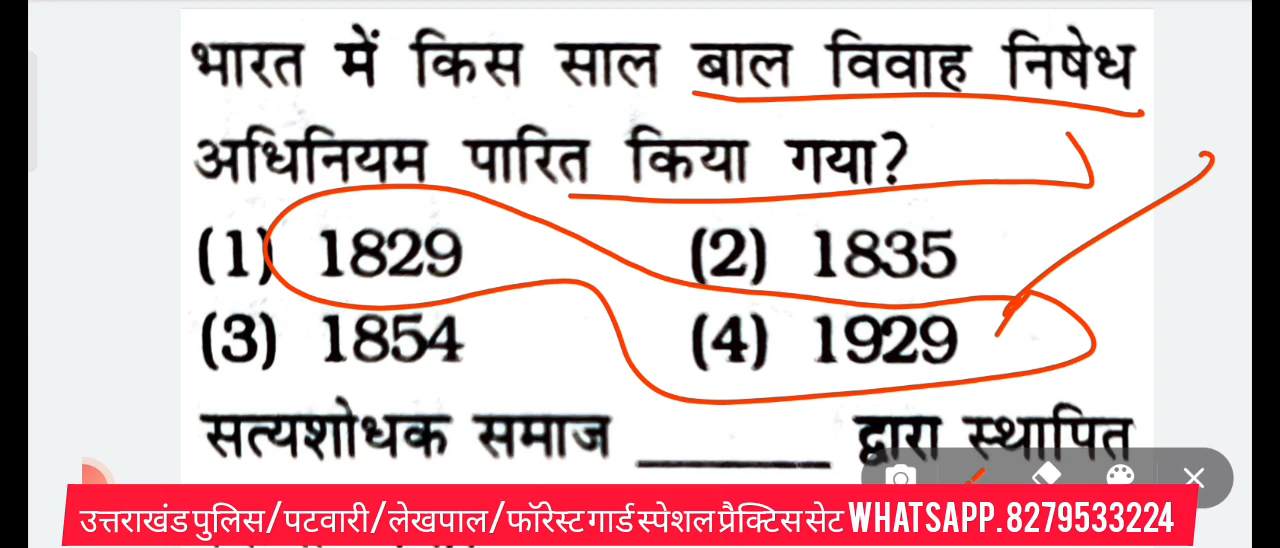 भारत में किस साल बाल विवाह निषेध
अधिनियम पारित किया गया?
(1) 1829 (2) 1835
(3) 1854 (4) 1929
सत्यशोधक समाज ________ द्वारा स्थापित
उत्तराखंड पुलिस/पटवारी/लेखपाल/फॉरेस्ट गार्ड स्पेशल प्रैक्टिस सेट WHATSAPP. 8279533224